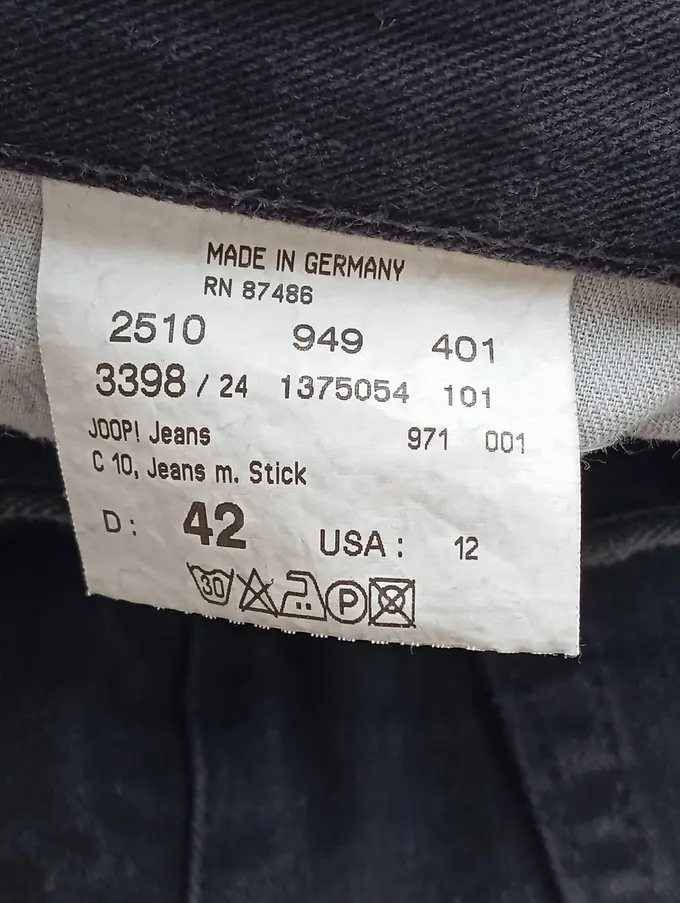 MADE IN GERMANY
RN 87486
2510 949 401
3398 / 24 1375054 101
JOOP! Jeans 971 001
C 10, Jeans m. Stick
D: 42 USA: 12
30 P